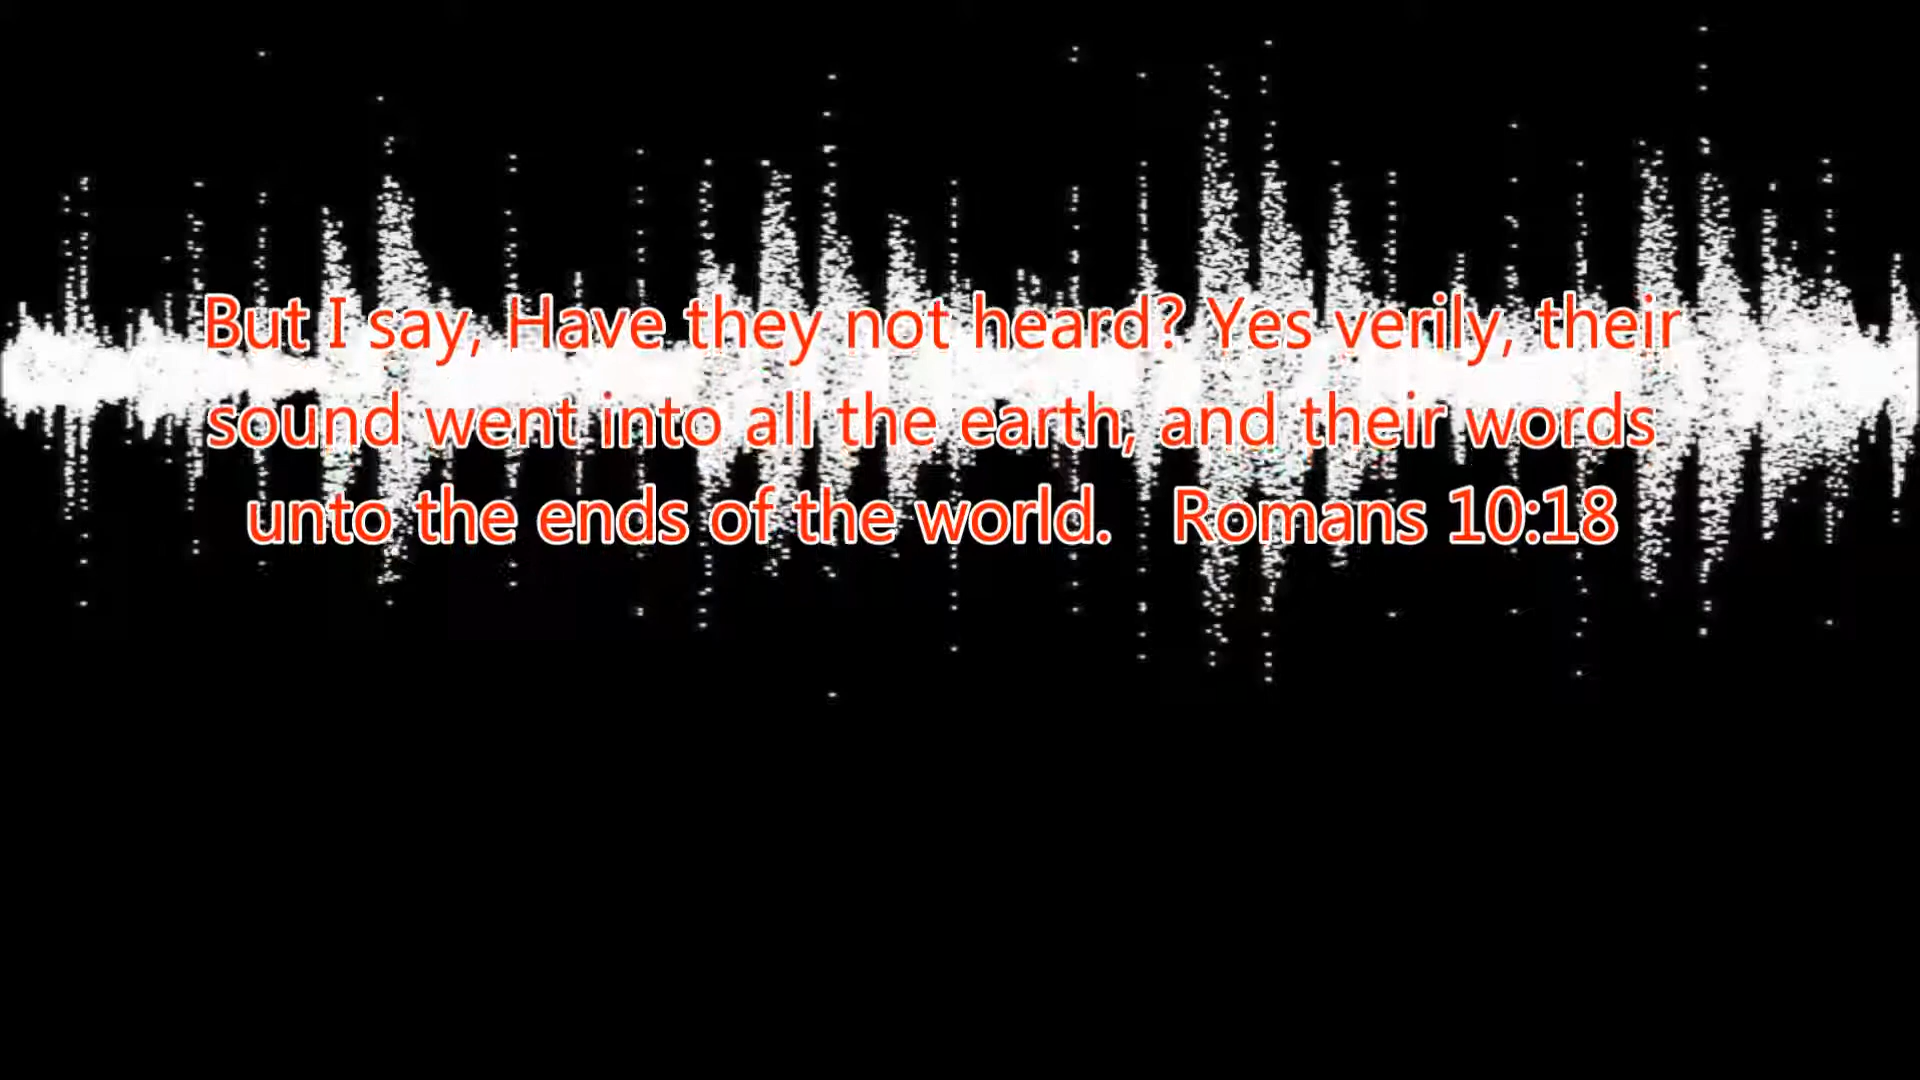 But I say, Have they not heard? Yes verily, their
sound went into all the earth, and their words
unto the ends of the world.   Romans 10:18